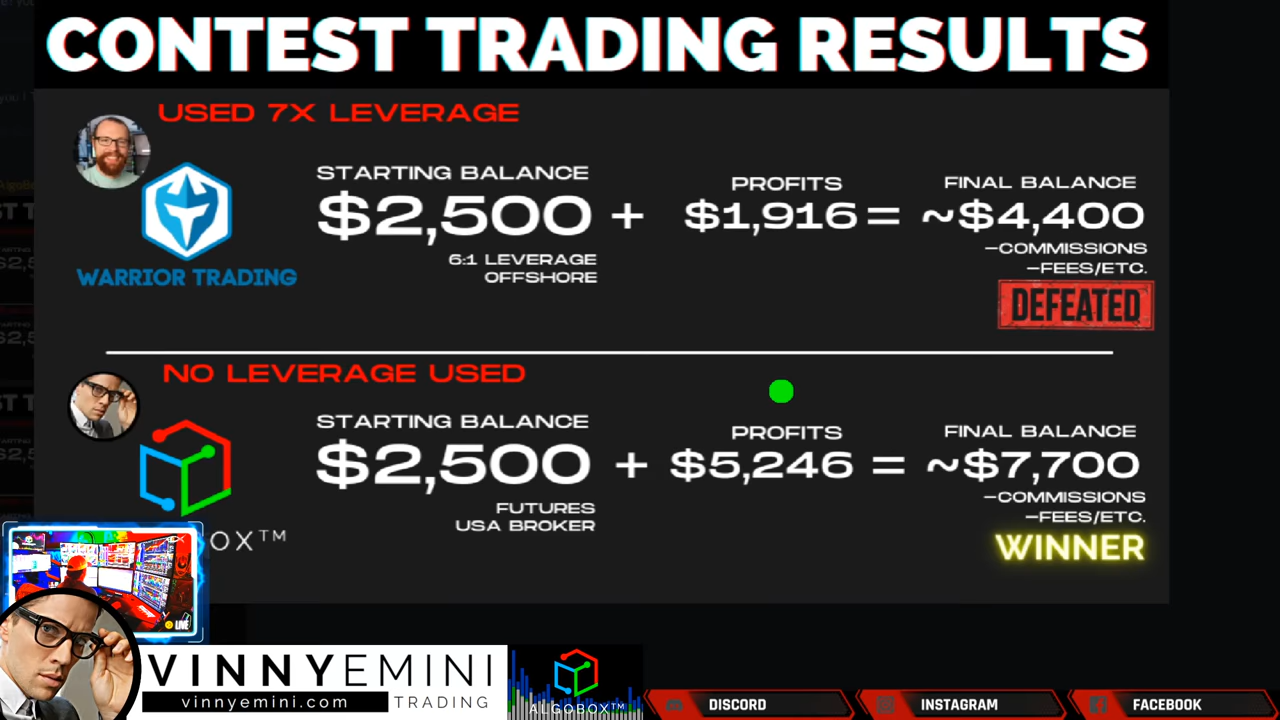 CONTEST TRADING RESULTS
USED 7X LEVERAGE
STARTING BALANCE
$2,500 +
6:1 LEVERAGE
OFFSHORE
PROFITS
$1,916 =
FINAL BALANCE
~$4,400
-COMMISSIONS
-FEES/ETC.
DEFEATED
WARRIOR TRADING
NO LEVERAGE USED
STARTING BALANCE
$2,500 +
FUTURES
USA BROKER
PROFITS
$5,246 =
FINAL BALANCE
~$7,700
-COMMISSIONS
-FEES/ETC.
WINNER
OX™
LIVE
VINNYEMINI
vinnyemini.com
TRADING
ALGOBOX™
DISCORD
INSTAGRAM
FACEBOOK